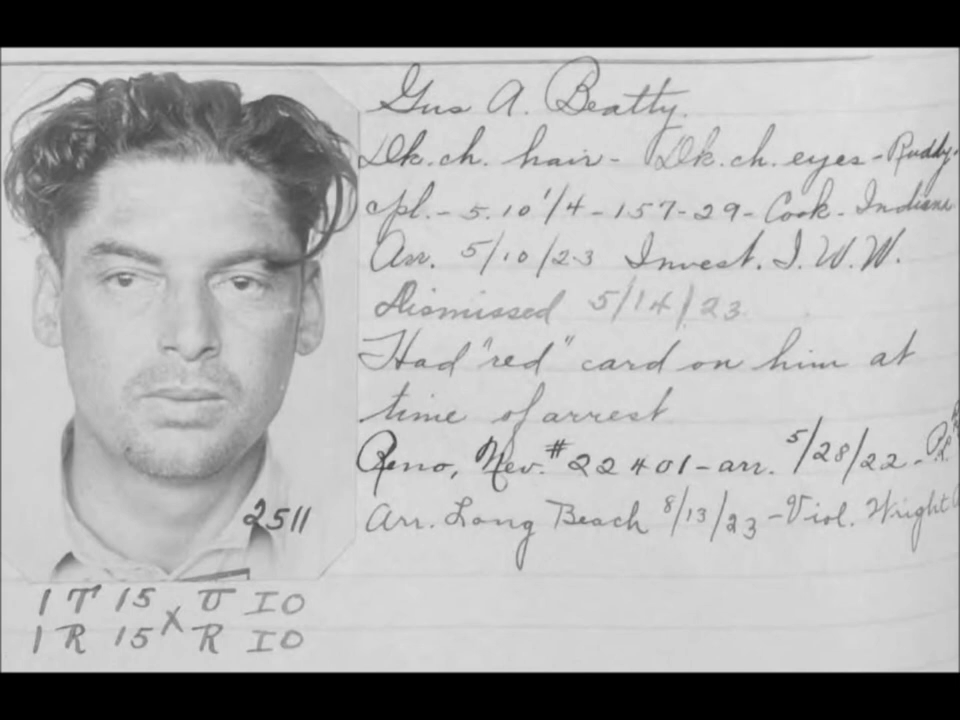 Gus A. Beatty.
Dk. ch. hair - Dk. ch. eyes - Ruddy
cpl. - 5.10 1/4 - 157 - 29 - Cook - Indiana
Arr. 5/10/23 Invest. I. W. W.
Dismissed 5/14/23
Had "red" card on him at
time of arrest
Reno, Nev. # 22401 - arr. 5/28/22 -
Arr. Long Beach 8/13/23 - Viol. Wright
2511
1 T 15 x U IO
1 R 15 R IO